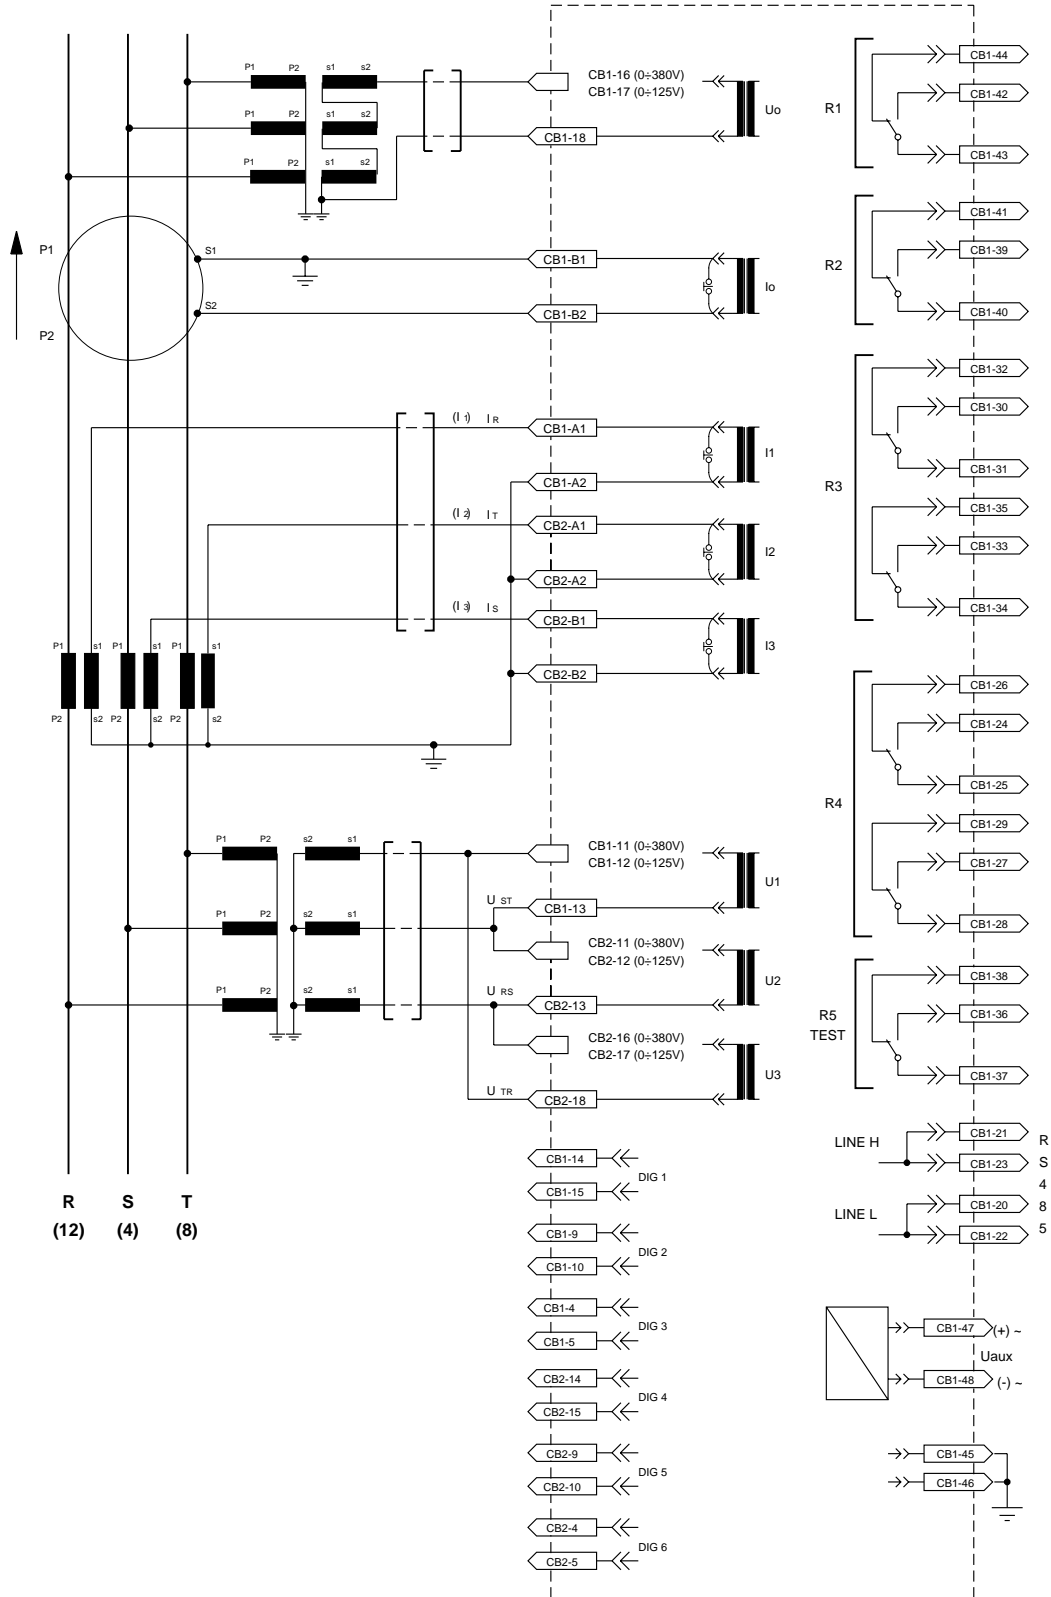 P1 P2 s1 s2
CB1-16 (0÷380V)
CB1-17 (0÷125V)
Uo
P1 P2 s1 s2
CB1-18
P1 P2 s1 s2
P1
P2
S1
S2
CB1-B1
Io
CB1-B2
(I 1) I R
CB1-A1
I1
CB1-A2
(I 2) I T
CB2-A1
I2
CB2-A2
(I 3) I S
CB2-B1
I3
CB2-B2
P1 s1 P1 s1 P1 s1
P2 s2 P2 s2 P2 s2
P1 P2 s2 s1
CB1-11 (0÷380V)
CB1-12 (0÷125V)
U1
U ST
CB1-13
P1 P2 s2 s1
CB2-11 (0÷380V)
CB2-12 (0÷125V)
U2
U RS
CB2-13
P1 P2 s2 s1
CB2-16 (0÷380V)
CB2-17 (0÷125V)
U3
U TR
CB2-18
R S T
(12) (4) (8)
CB1-14
DIG 1
CB1-15
CB1-9
DIG 2
CB1-10
CB1-4
DIG 3
CB1-5
CB2-14
DIG 4
CB2-15
CB2-9
DIG 5
CB2-10
CB2-4
DIG 6
CB2-5
R1
CB1-44
CB1-42
CB1-43
R2
CB1-41
CB1-39
CB1-40
R3
CB1-32
CB1-30
CB1-31
CB1-35
CB1-33
CB1-34
R4
CB1-26
CB1-24
CB1-25
CB1-29
CB1-27
CB1-28
R5
TEST
CB1-38
CB1-36
CB1-37
LINE H
CB1-21
CB1-23
LINE L
CB1-20
CB1-22
R
S
4
8
5
CB1-47
(+) ~
Uaux
CB1-48
(-) ~
CB1-45
CB1-46